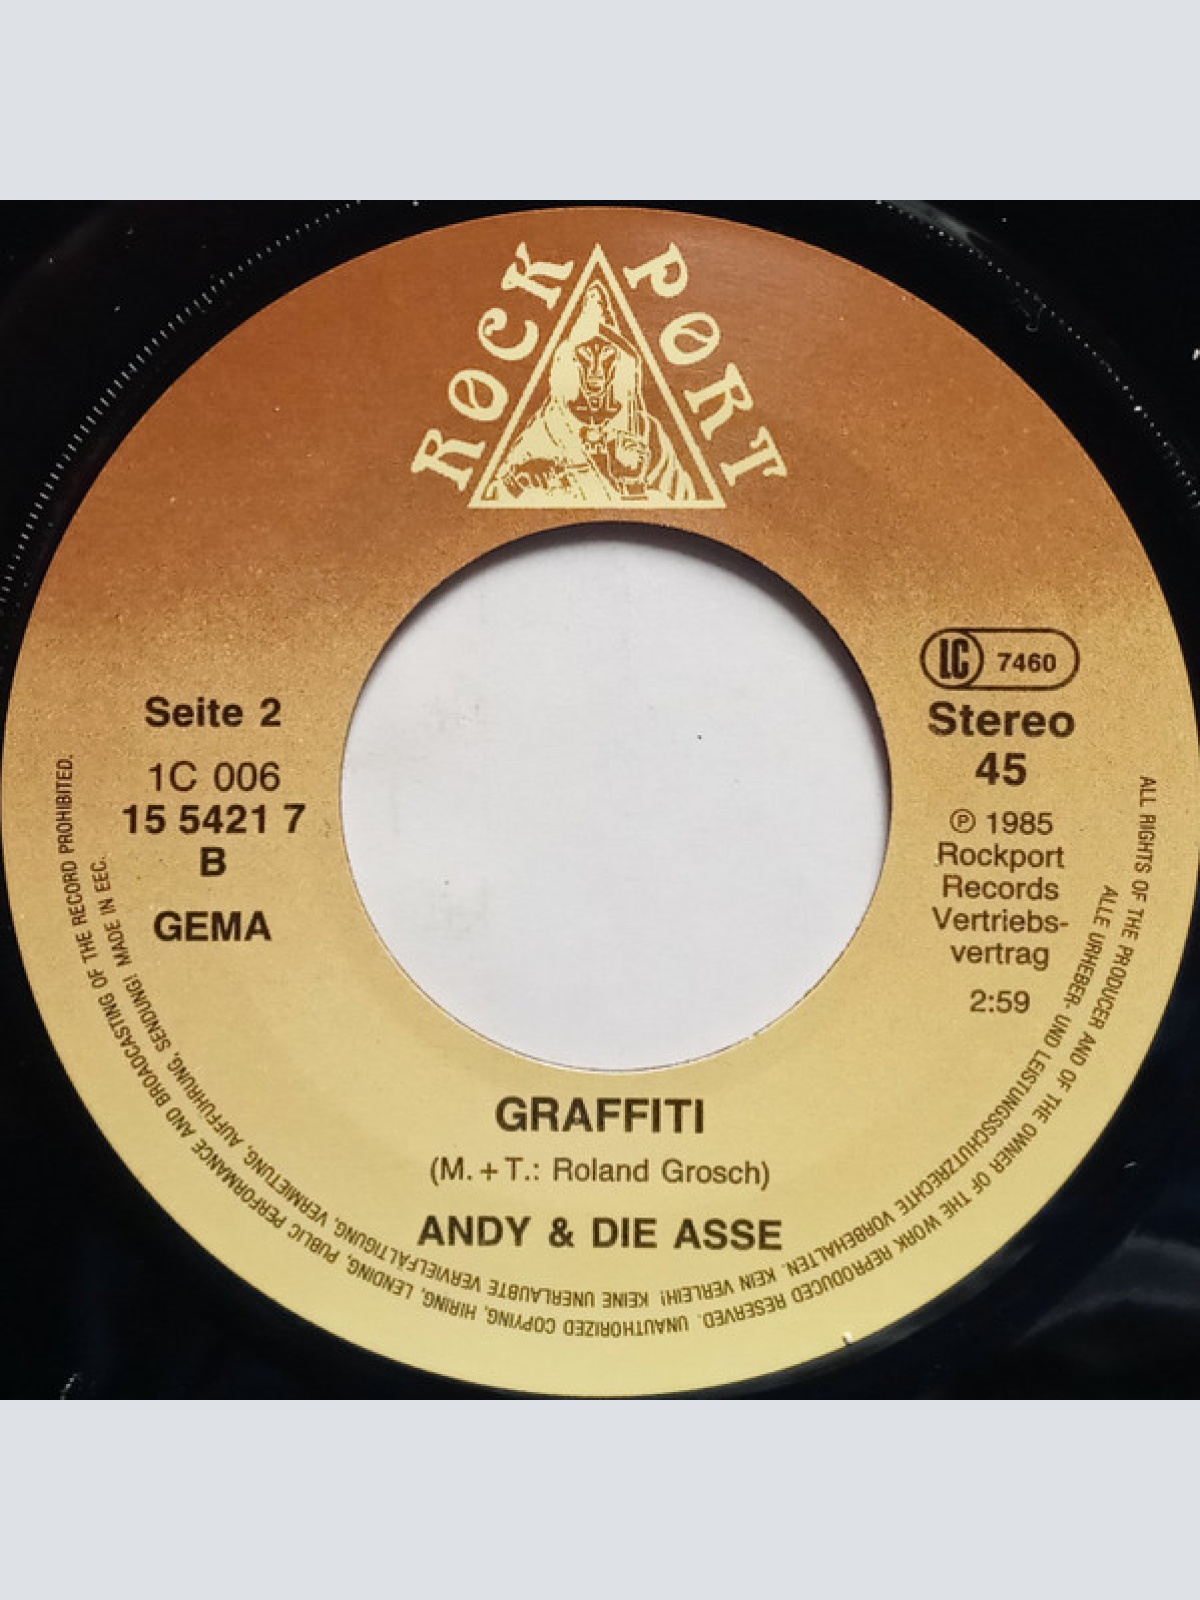 ROCK PORT
LC 7460
Seite 2
1C 006
15 5421 7
B
GEMA
Stereo
45
℗ 1985
Rockport
Records
Vertriebs-
vertrag
2:59
GRAFFITI
(M. + T.: Roland Grosch)
ANDY & DIE ASSE
ALL RIGHTS OF THE PRODUCER AND OF THE OWNER OF THE WORK REPRODUCED RESERVED. UNAUTHORIZED COPYING, HIRING, LENDING, PUBLIC PERFORMANCE AND BROADCASTING OF THE RECORD PROHIBITED.
ALLE URHEBER- UND LEISTUNGSSCHUTZRECHTE VORBEHALTEN. KEIN VERLEIH! KEINE UNERLAUBTE VERVIELFÄLTIGUNG, VERMIETUNG, AUFFÜHRUNG, SENDUNG! MADE IN EEC.